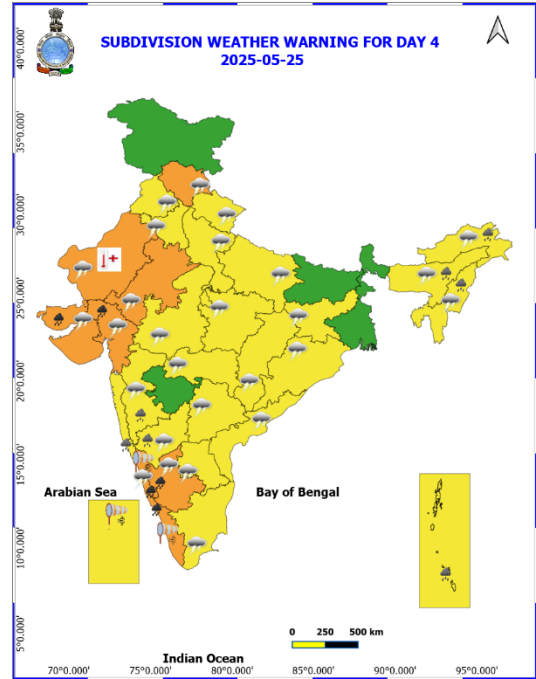 SUBDIVISION WEATHER WARNING FOR DAY 4
2025-05-25
40°0.000'
35°0.000'
30°0.000'
25°0.000'
20°0.000'
15°0.000'
10°0.000'
5°0.000'
Arabian Sea
Bay of Bengal
0 250 500 km
Indian Ocean
70°0.000' 75°0.000' 80°0.000' 85°0.000' 90°0.000' 95°0.000'